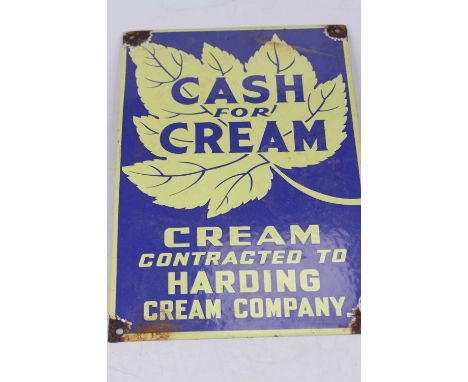 CASH
FOR
CREAM
CREAM
CONTRACTED TO
HARDING
CREAM COMPANY